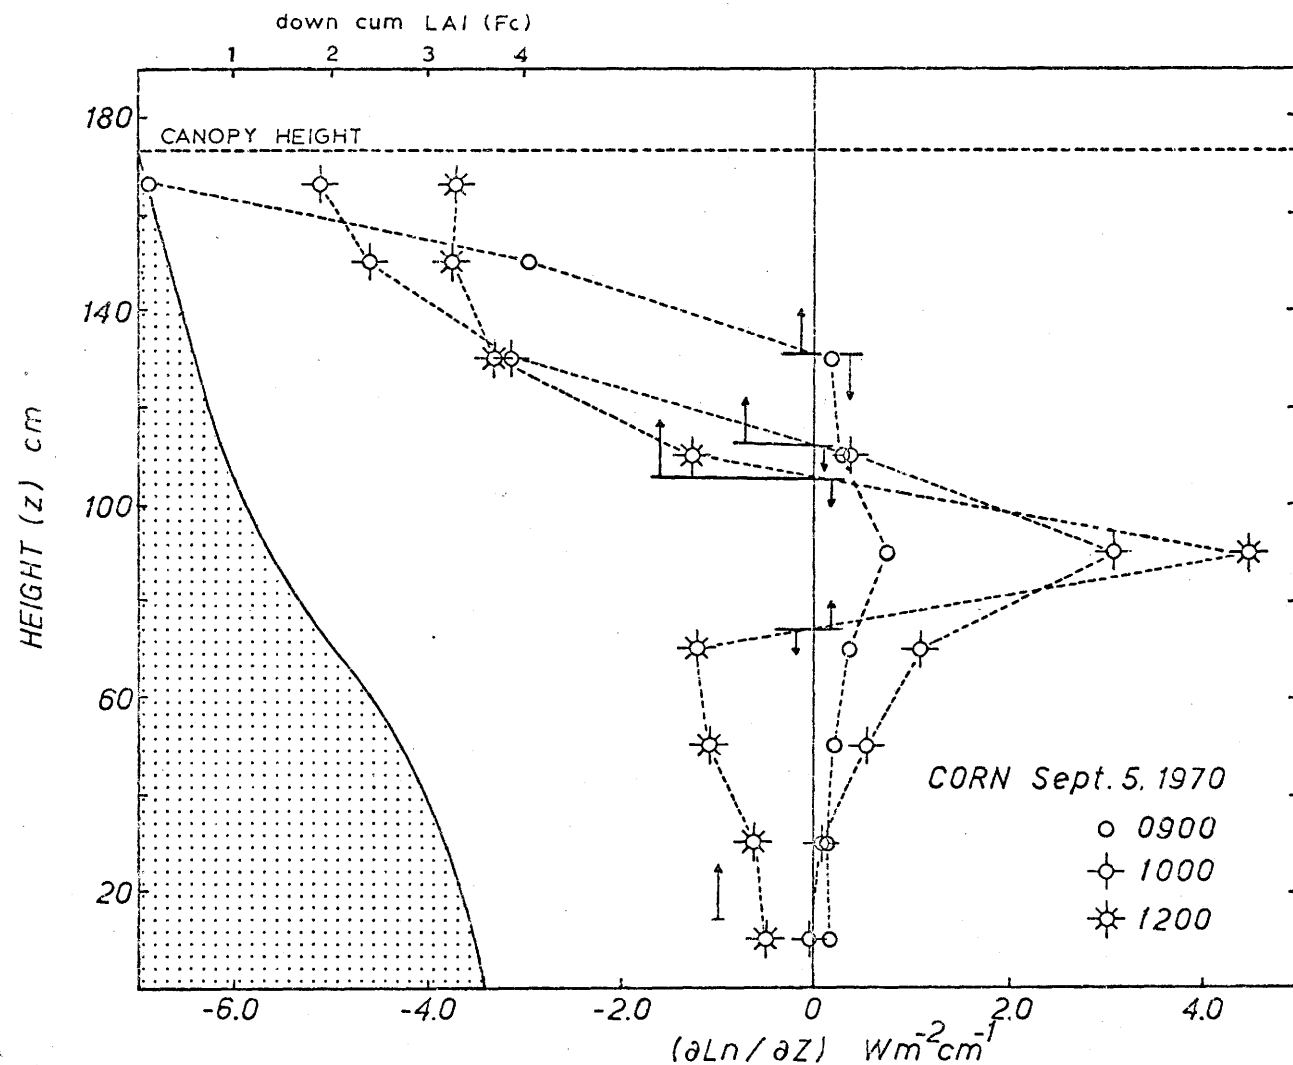 down cum LAI (Fc)
1 2 3 4
180
CANOPY HEIGHT
140
HEIGHT (z) cm
100
60
CORN Sept. 5, 1970
0900
1000
20
1200
-6.0 -4.0 -2.0 0 2.0 4.0
(∂Ln/∂Z) Wm⁻²cm⁻¹